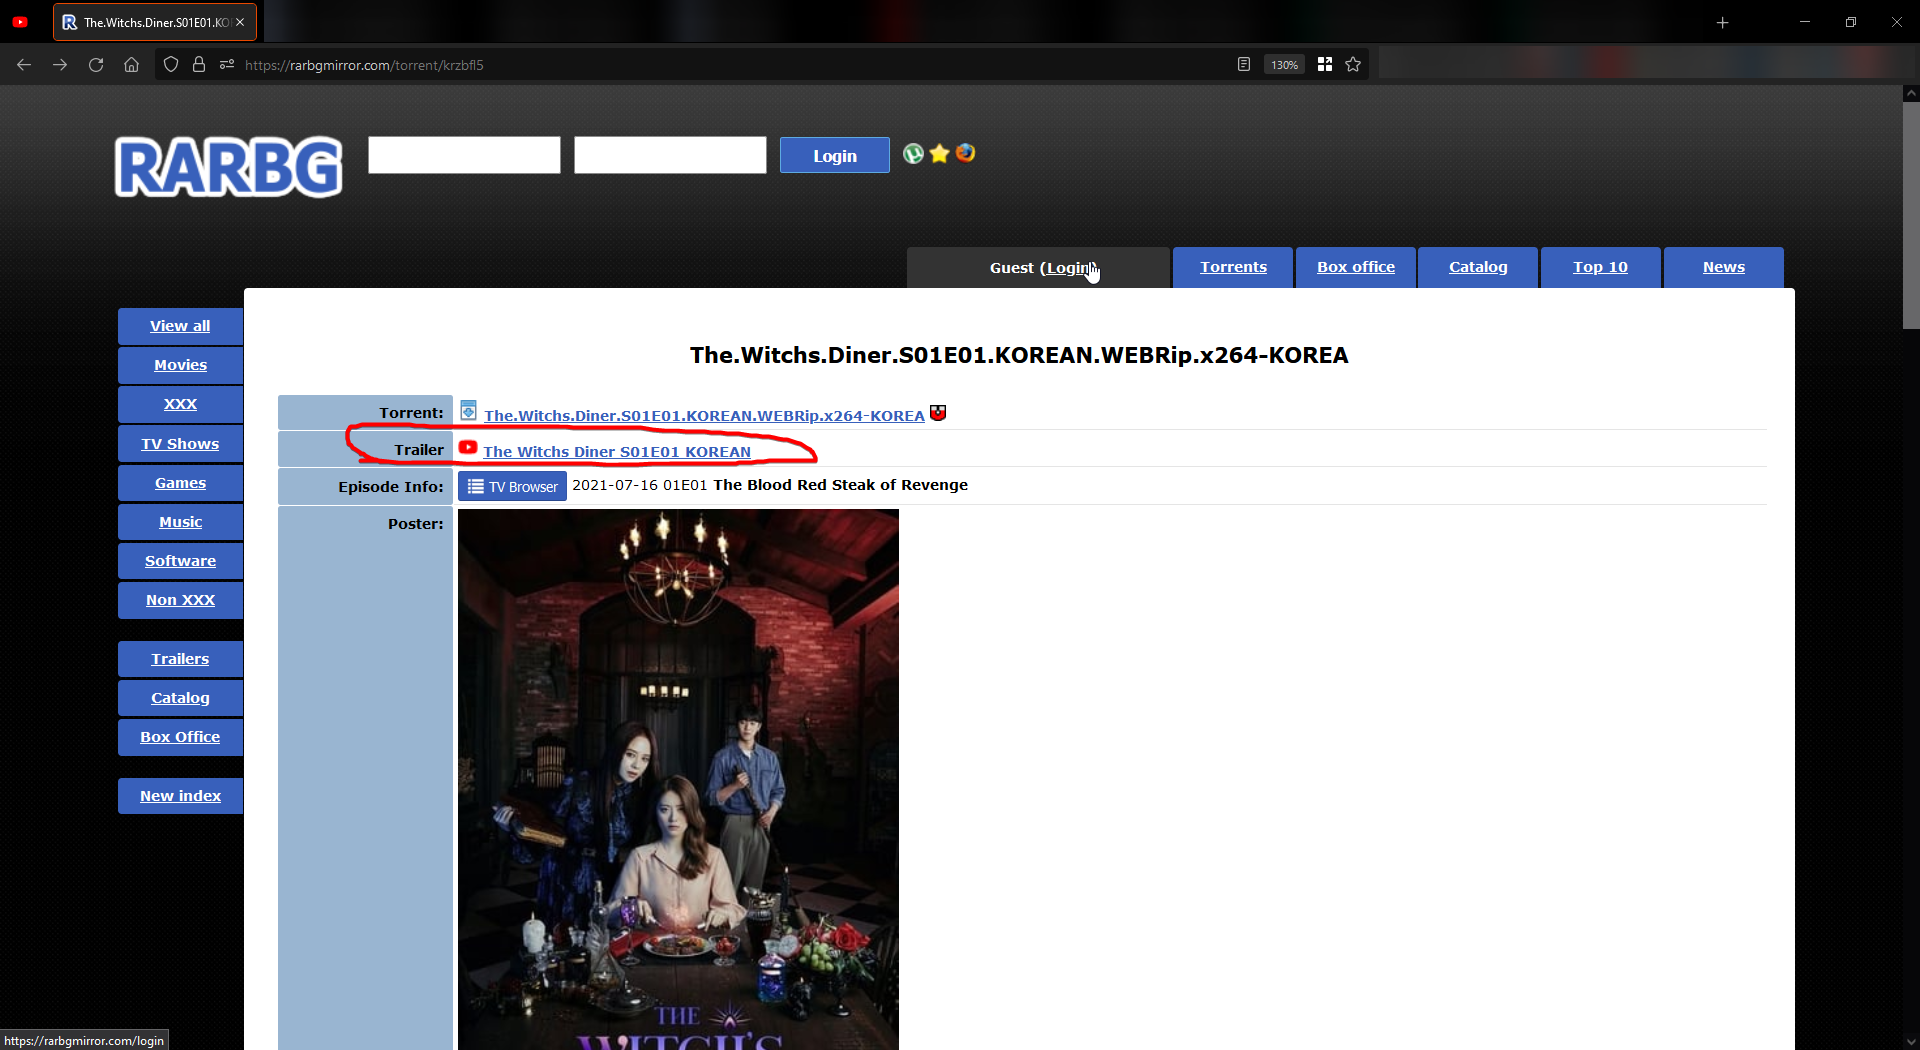 The.Witchs.Diner.S01E01.KO
https://rarbgmirror.com/torrent/krzbfl5
130%
RARBG
Login
Guest (Login)
Torrents
Box office
Catalog
Top 10
News
View all
Movies
XXX
TV Shows
Games
Music
Software
Non XXX
Trailers
Catalog
Box Office
New index
The.Witchs.Diner.S01E01.KOREAN.WEBRip.x264-KOREA
Torrent: The.Witchs.Diner.S01E01.KOREAN.WEBRip.x264-KOREA
Trailer The Witchs Diner S01E01 KOREAN
Episode Info: TV Browser 2021-07-16 01E01 The Blood Red Steak of Revenge
Poster:
THE
WITCH'S
https://rarbgmirror.com/login